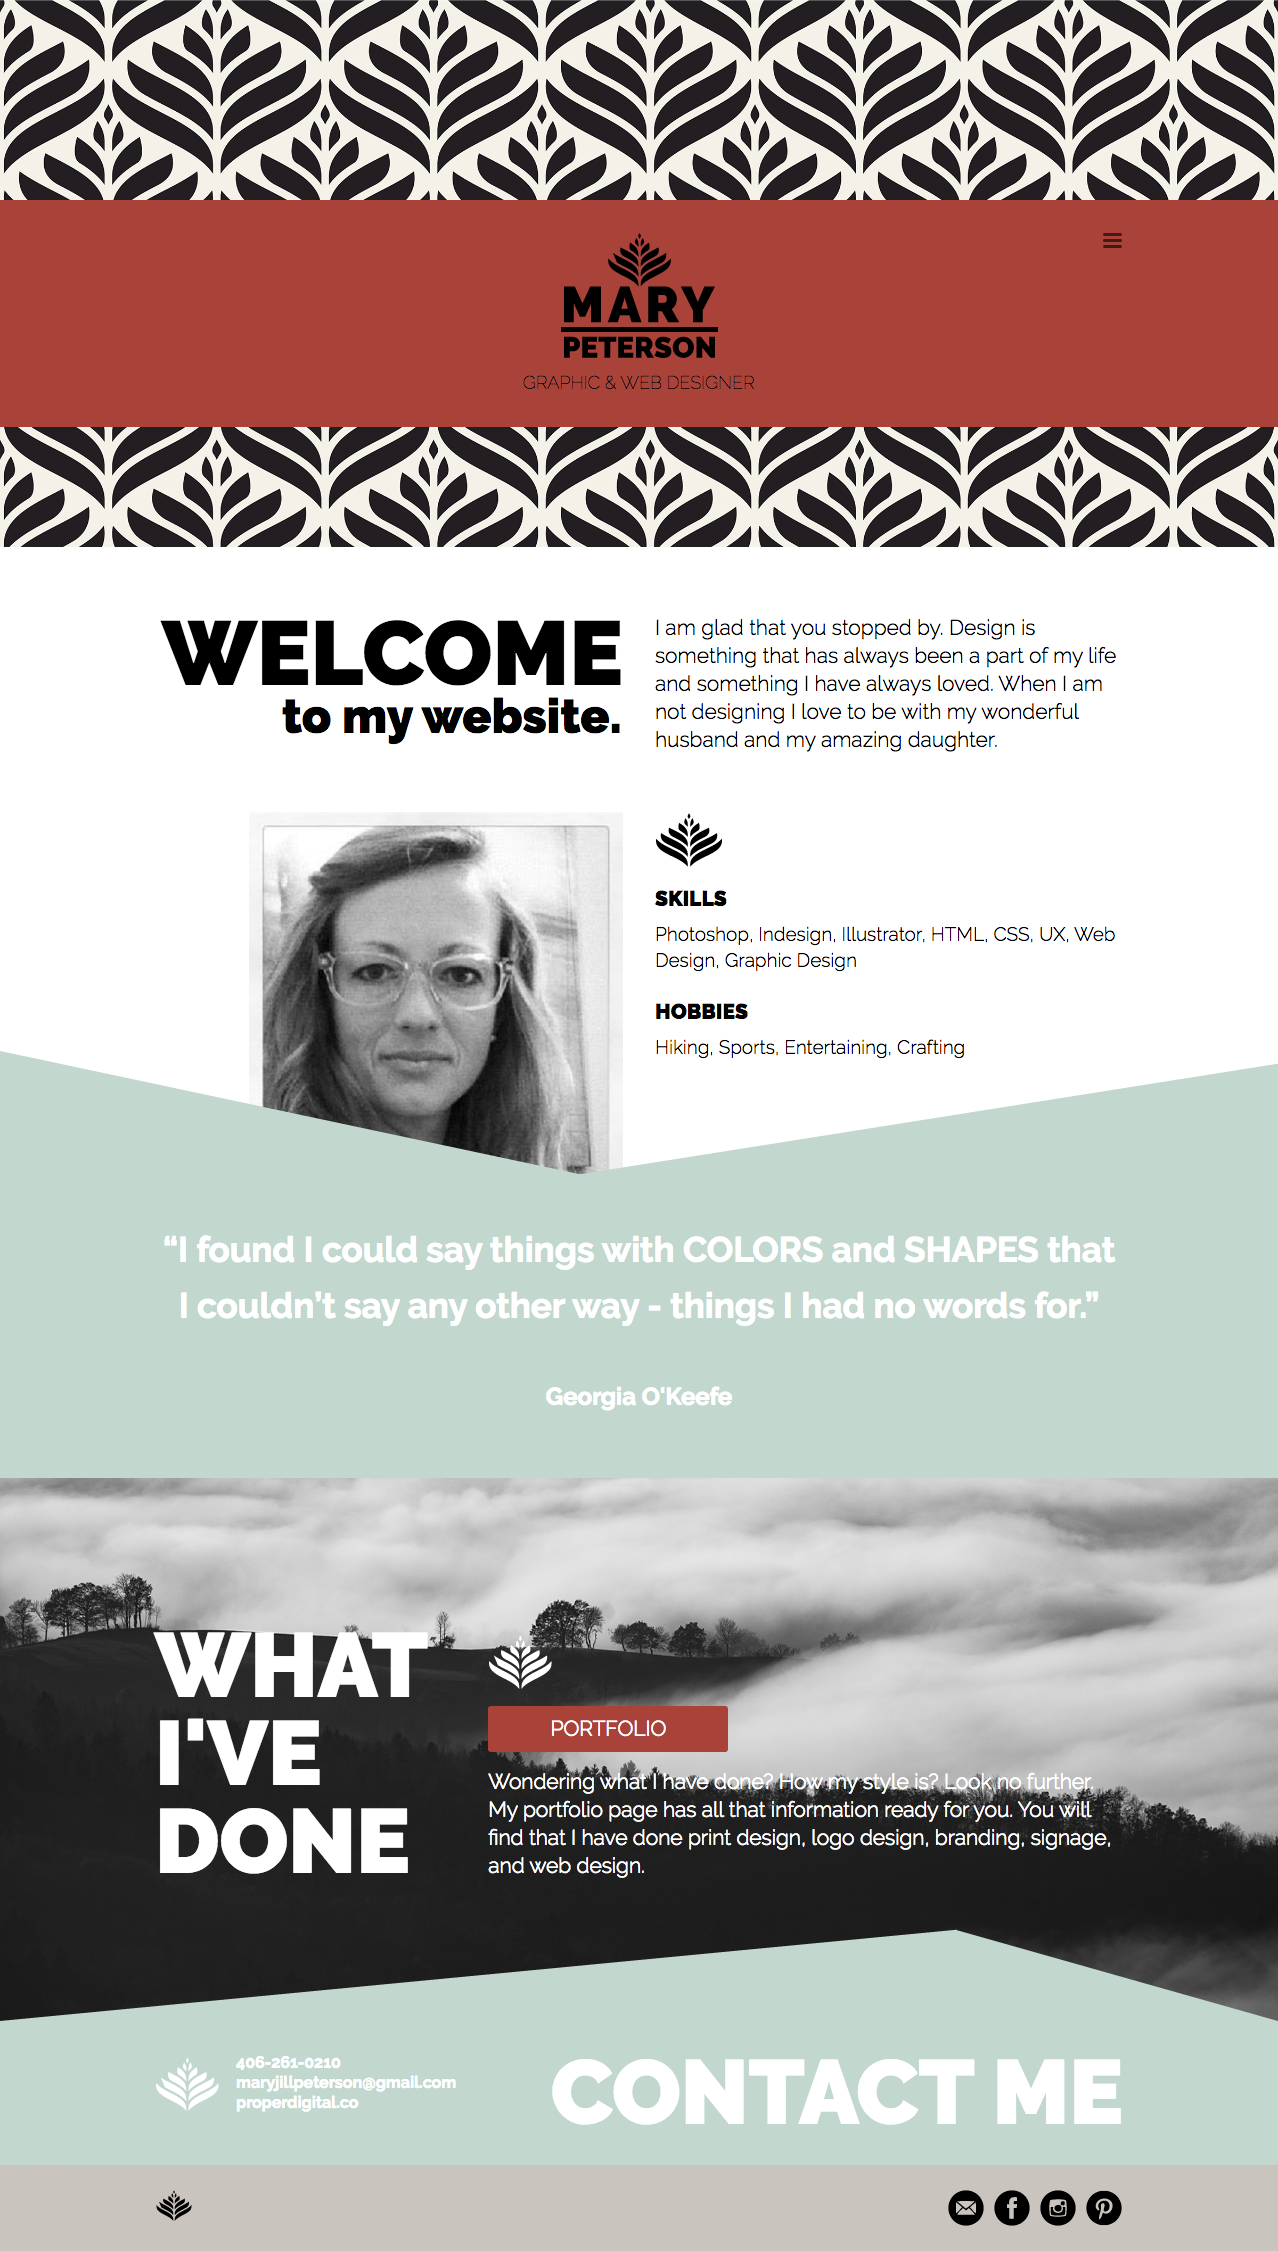 MARY
PETERSON
GRAPHIC & WEB DESIGNER
WELCOME
to my website.
I am glad that you stopped by. Design is
something that has always been a part of my life
and something I have always loved. When I am
not designing I love to be with my wonderful
husband and my amazing daughter.
SKILLS
Photoshop, Indesign, Illustrator, HTML, CSS, UX, Web
Design, Graphic Design
HOBBIES
Hiking, Sports, Entertaining, Crafting
“I found I could say things with COLORS and SHAPES that
I couldn't say any other way - things I had no words for.”
Georgia O'Keefe
WHAT
I'VE
DONE
PORTFOLIO
Wondering what I have done? How my style is? Look no further.
My portfolio page has all that information ready for you. You will
find that I have done print design, logo design, branding, signage,
and web design.
406-261-0210
maryjillpeterson@gmail.com
properdigital.co
CONTACT ME